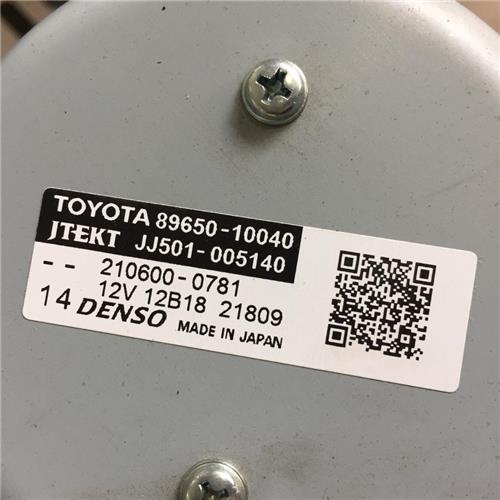 TOYOTA 89650-10040
JTEKT JJ501-005140
-- 210600-0781
12V 12B18 21809
14 DENSO MADE IN JAPAN